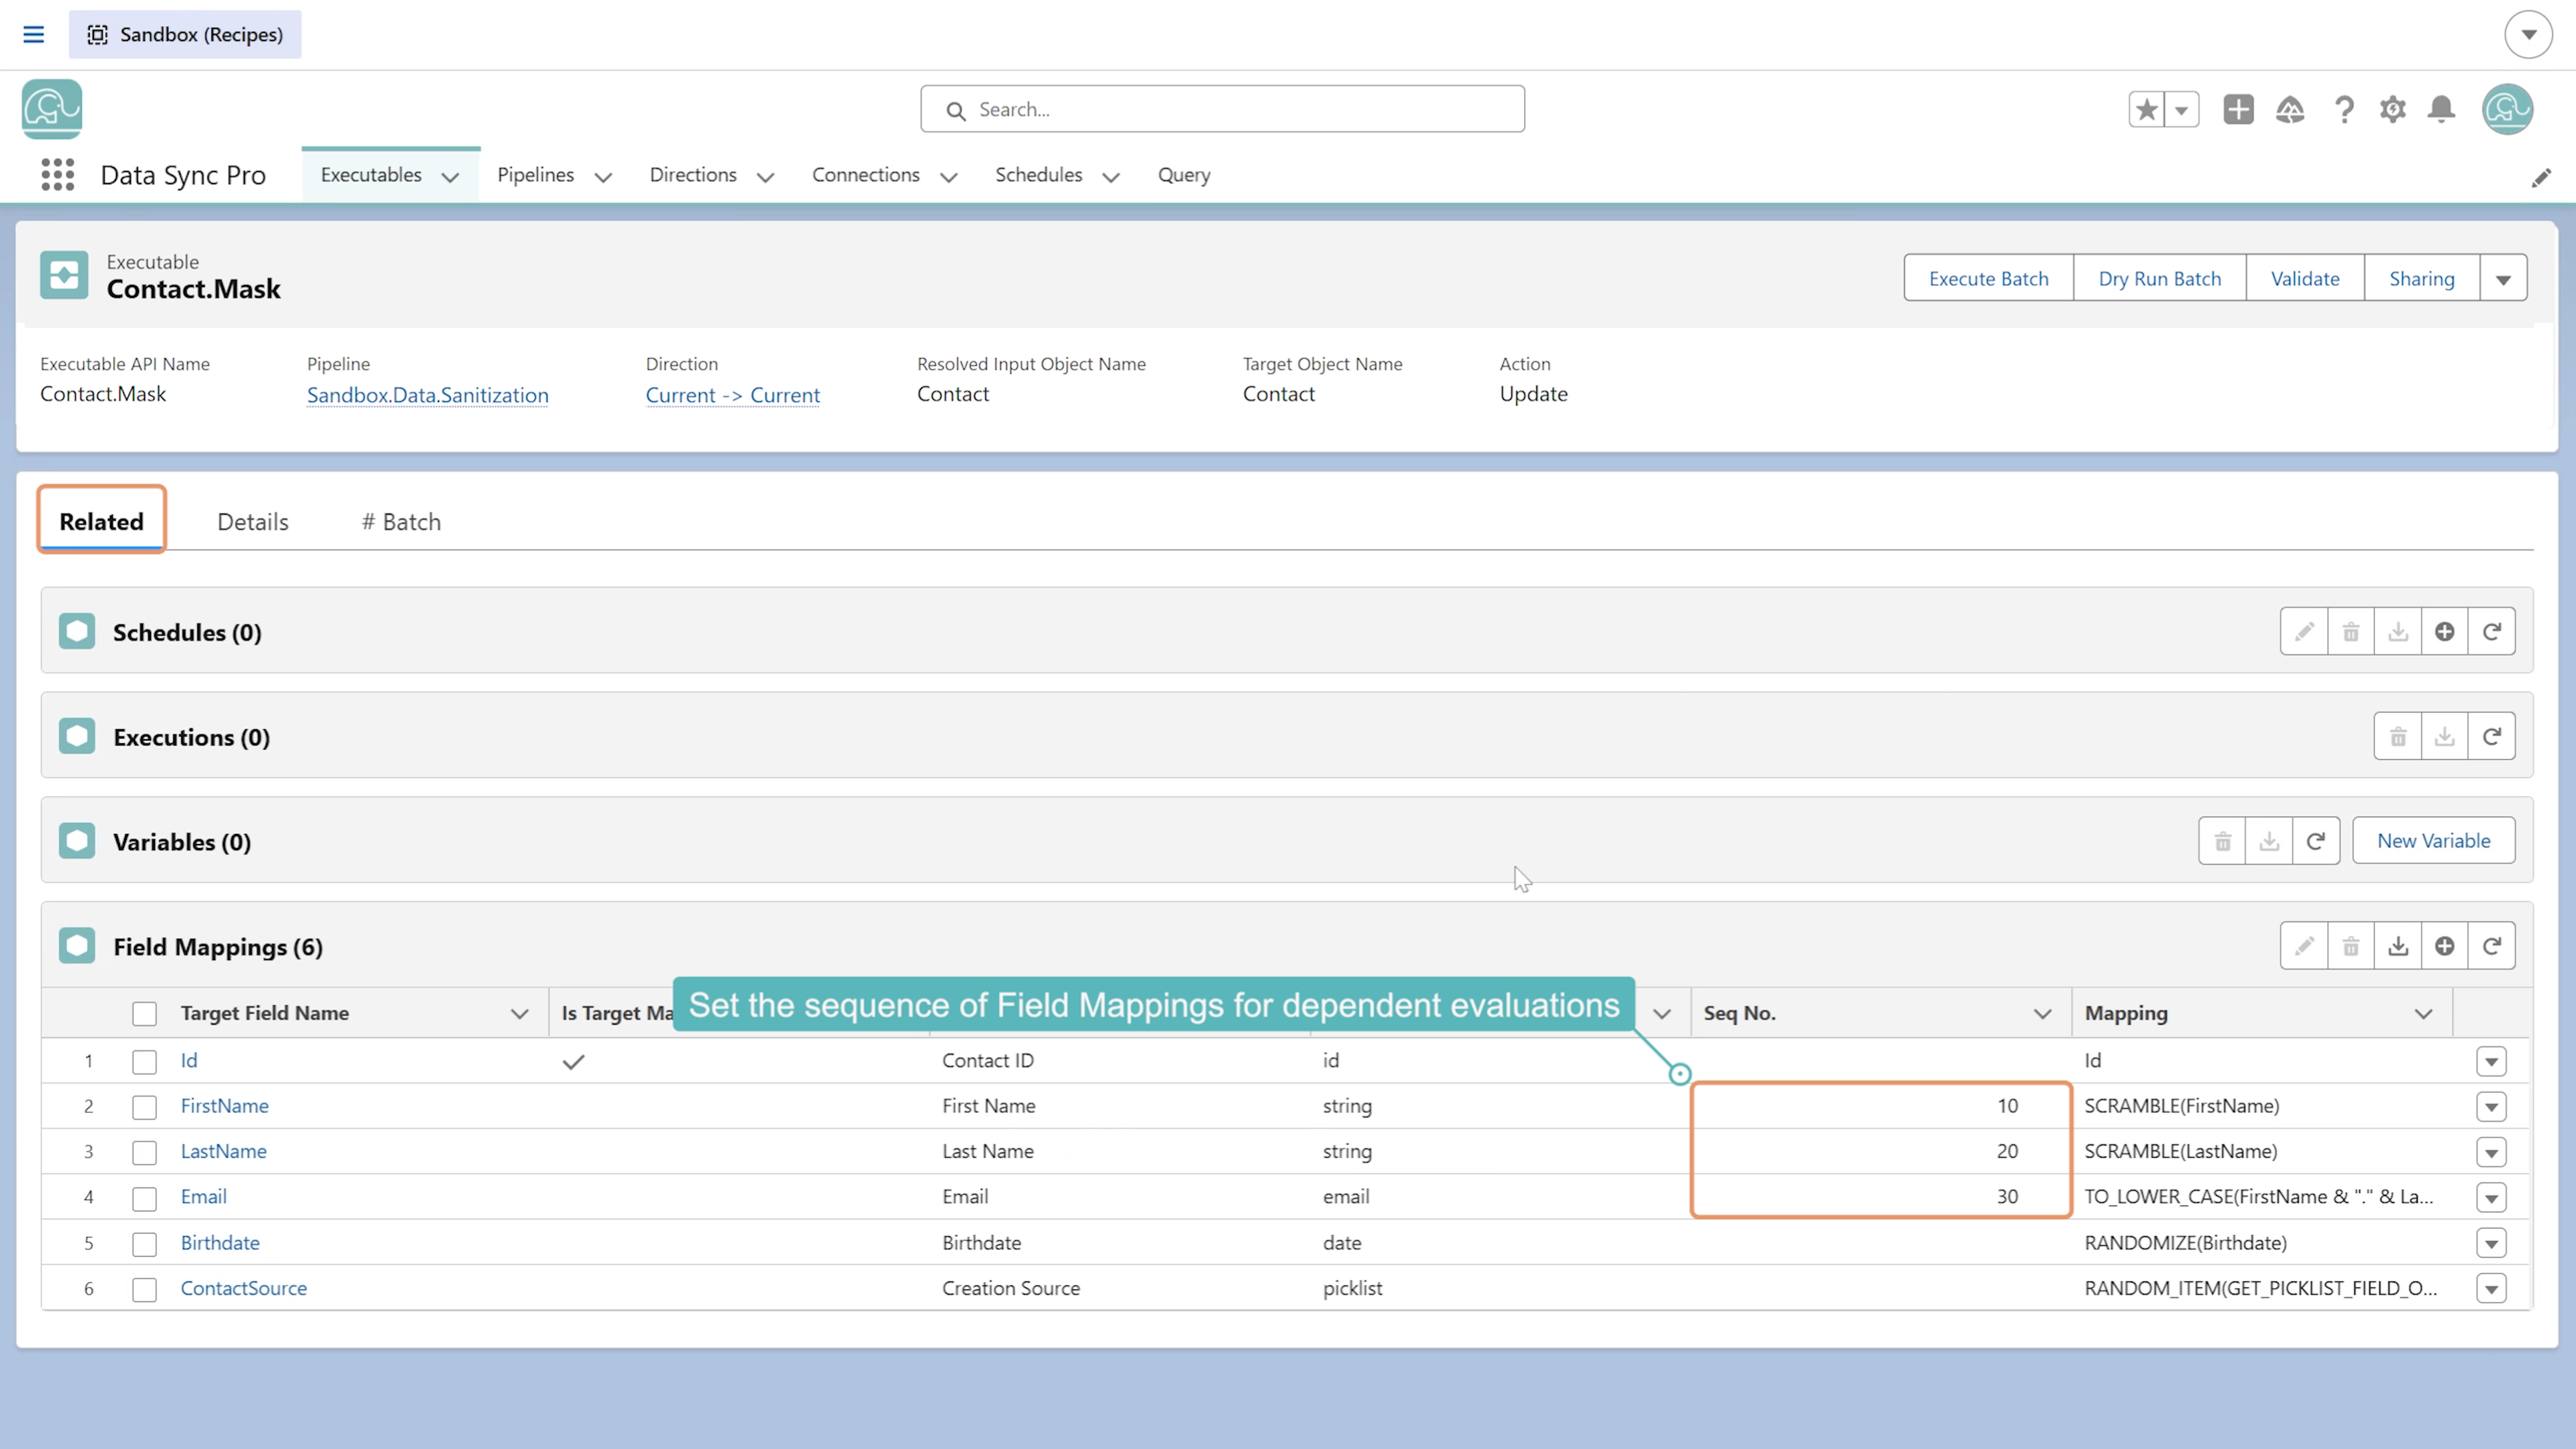 Sandbox (Recipes)
Search...
Data Sync Pro Executables Pipelines Directions Connections Schedules Query
Executable
Contact.Mask
Execute Batch Dry Run Batch Validate Sharing
Executable API Name Pipeline Direction Resolved Input Object Name Target Object Name Action
Contact.Mask Sandbox.Data.Sanitization Current -> Current Contact Contact Update
Related Details # Batch
Schedules (0)
Executions (0)
Variables (0) New Variable
Field Mappings (6)
Set the sequence of Field Mappings for dependent evaluations
Target Field Name Is Target Ma Seq No. Mapping
1 Id Contact ID id Id
2 FirstName First Name string 10 SCRAMBLE(FirstName)
3 LastName Last Name string 20 SCRAMBLE(LastName)
4 Email Email email 30 TO_LOWER_CASE(FirstName & "." & La...
5 Birthdate Birthdate date RANDOMIZE(Birthdate)
6 ContactSource Creation Source picklist RANDOM_ITEM(GET_PICKLIST_FIELD_O...